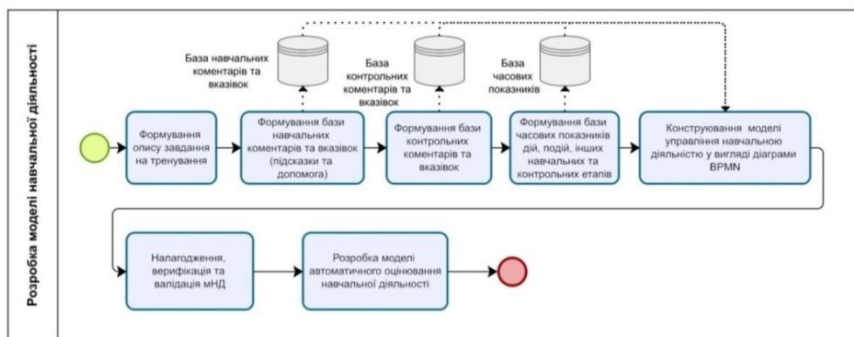 Розробка моделі навчальної діяльності
База навчальних
коментарів та
вказівок
База
контрольних
коментарів та
вказівок
База
часових
показників
Формування
опису завдання
на тренування
Формування бази
навчальних
коментарів та вказівок
(підсказки та
допомога)
Формування бази
контрольних
коментарів та
вказівок
Формування бази
часових показників
дій, подій, інших
навчальних та
контрольних етапів
Конструювання моделі
управління навчальною
діяльністю у вигляді діаграми
BPMN
Налагодження,
верифікація та
валідація мНД
Розробка моделі
автоматичного оцінювання
навчальної діяльності